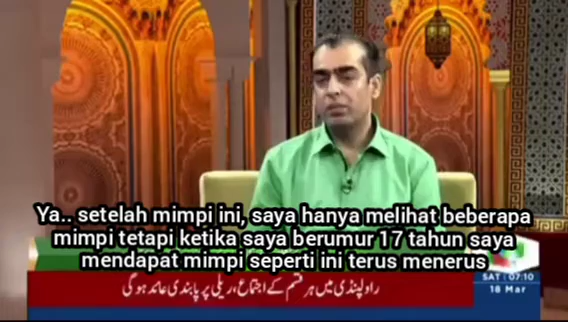 Ya.. setelah mimpi ini, saya hanya melihat beberapa
mimpi tetapi ketika saya berumur 17 tahun saya
mendapat mimpi seperti ini terus menerus
SAT 07:10
راولپنڈی میں ہر قسم کے اجتماع، ریلی پر پابندی عائد ہوگی
18 Mar